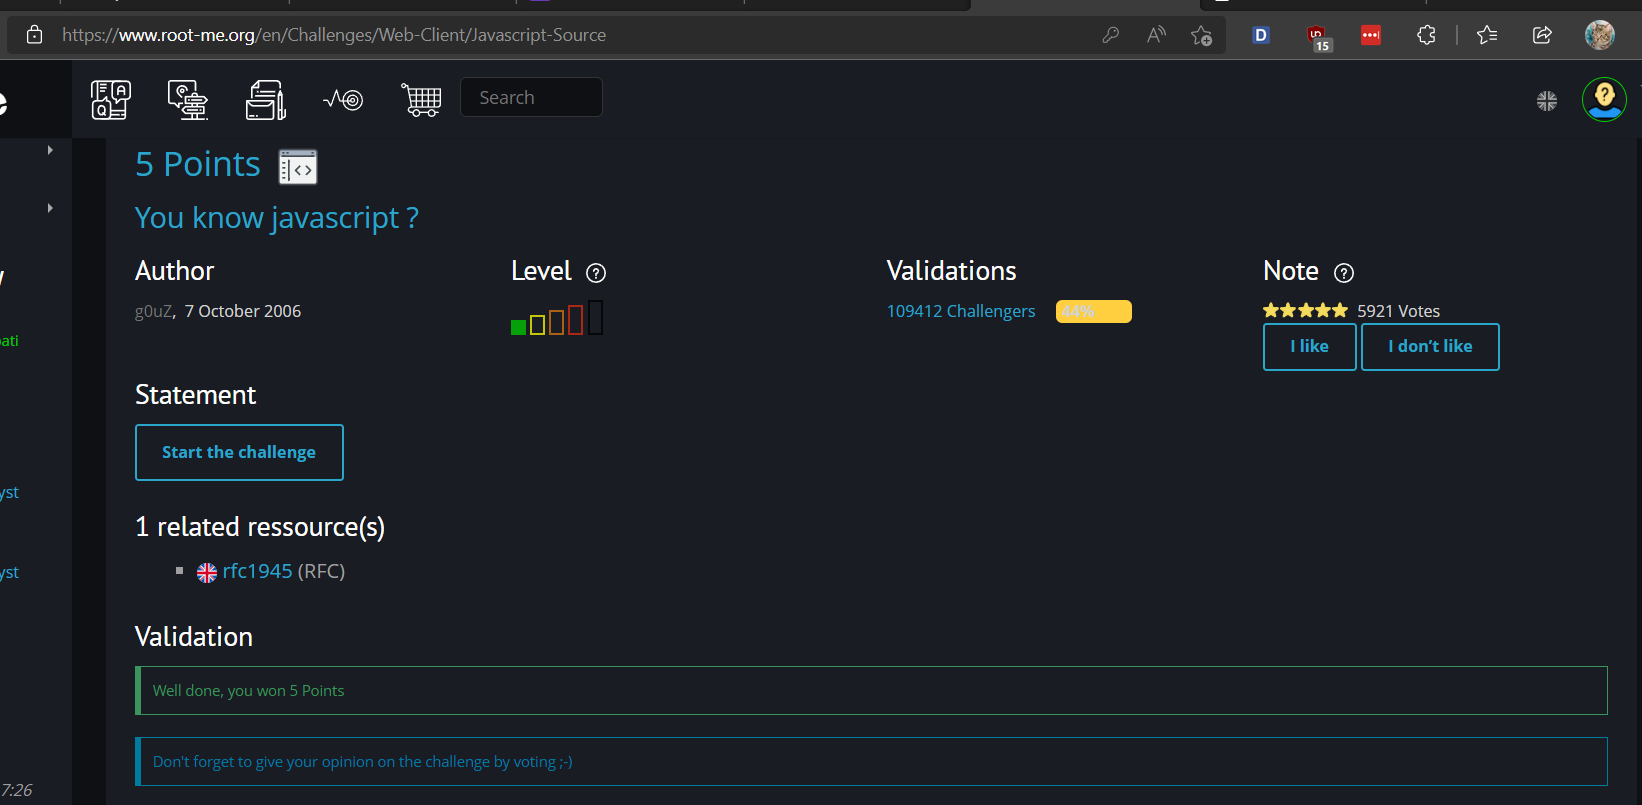 https://www.root-me.org/en/Challenges/Web-Client/Javascript-Source
A
D
15
Q A
Search
5 Points
You know javascript ?
Author
Level ?
Validations
Note ?
g0uZ, 7 October 2006
109412 Challengers
44%
5921 Votes
I like
I don’t like
ati
Statement
Start the challenge
yst
1 related ressource(s)
rfc1945 (RFC)
yst
Validation
Well done, you won 5 Points
Don't forget to give your opinion on the challenge by voting ;-)
7:26